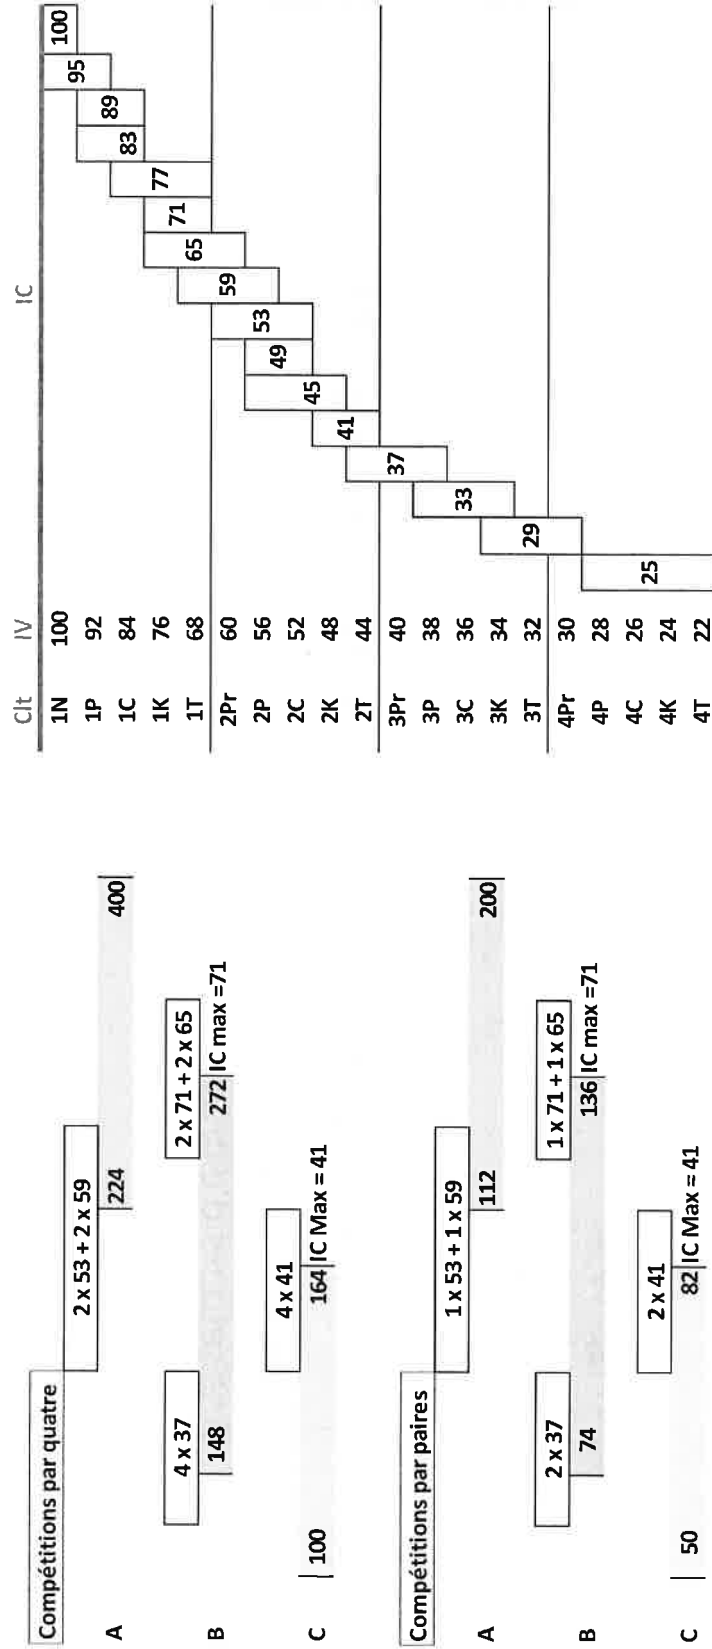 Compétitions par quatre
A
2 x 53 + 2 x 59
224
400
B
4 x 37
148
2 x 71 + 2 x 65
272 IC max =71
C
100
4 x 41
164 IC Max = 41
Compétitions par paires
A
1 x 53 + 1 x 59
112
200
B
2 x 37
74
1 x 71 + 1 x 65
136 IC max =71
C
50
2 x 41
82 IC Max = 41
Clt IV IC
1N 100 100
1P 92 95
1C 84 89
83
1K 76 77
1T 68 71
65
2Pr 60 59
2P 56 53
2C 52 49
45
2K 48 41
2T 44
3Pr 40 37
3P 38
3C 36 33
3K 34
3T 32 29
4Pr 30
4P 28
4C 26 25
4K 24
4T 22